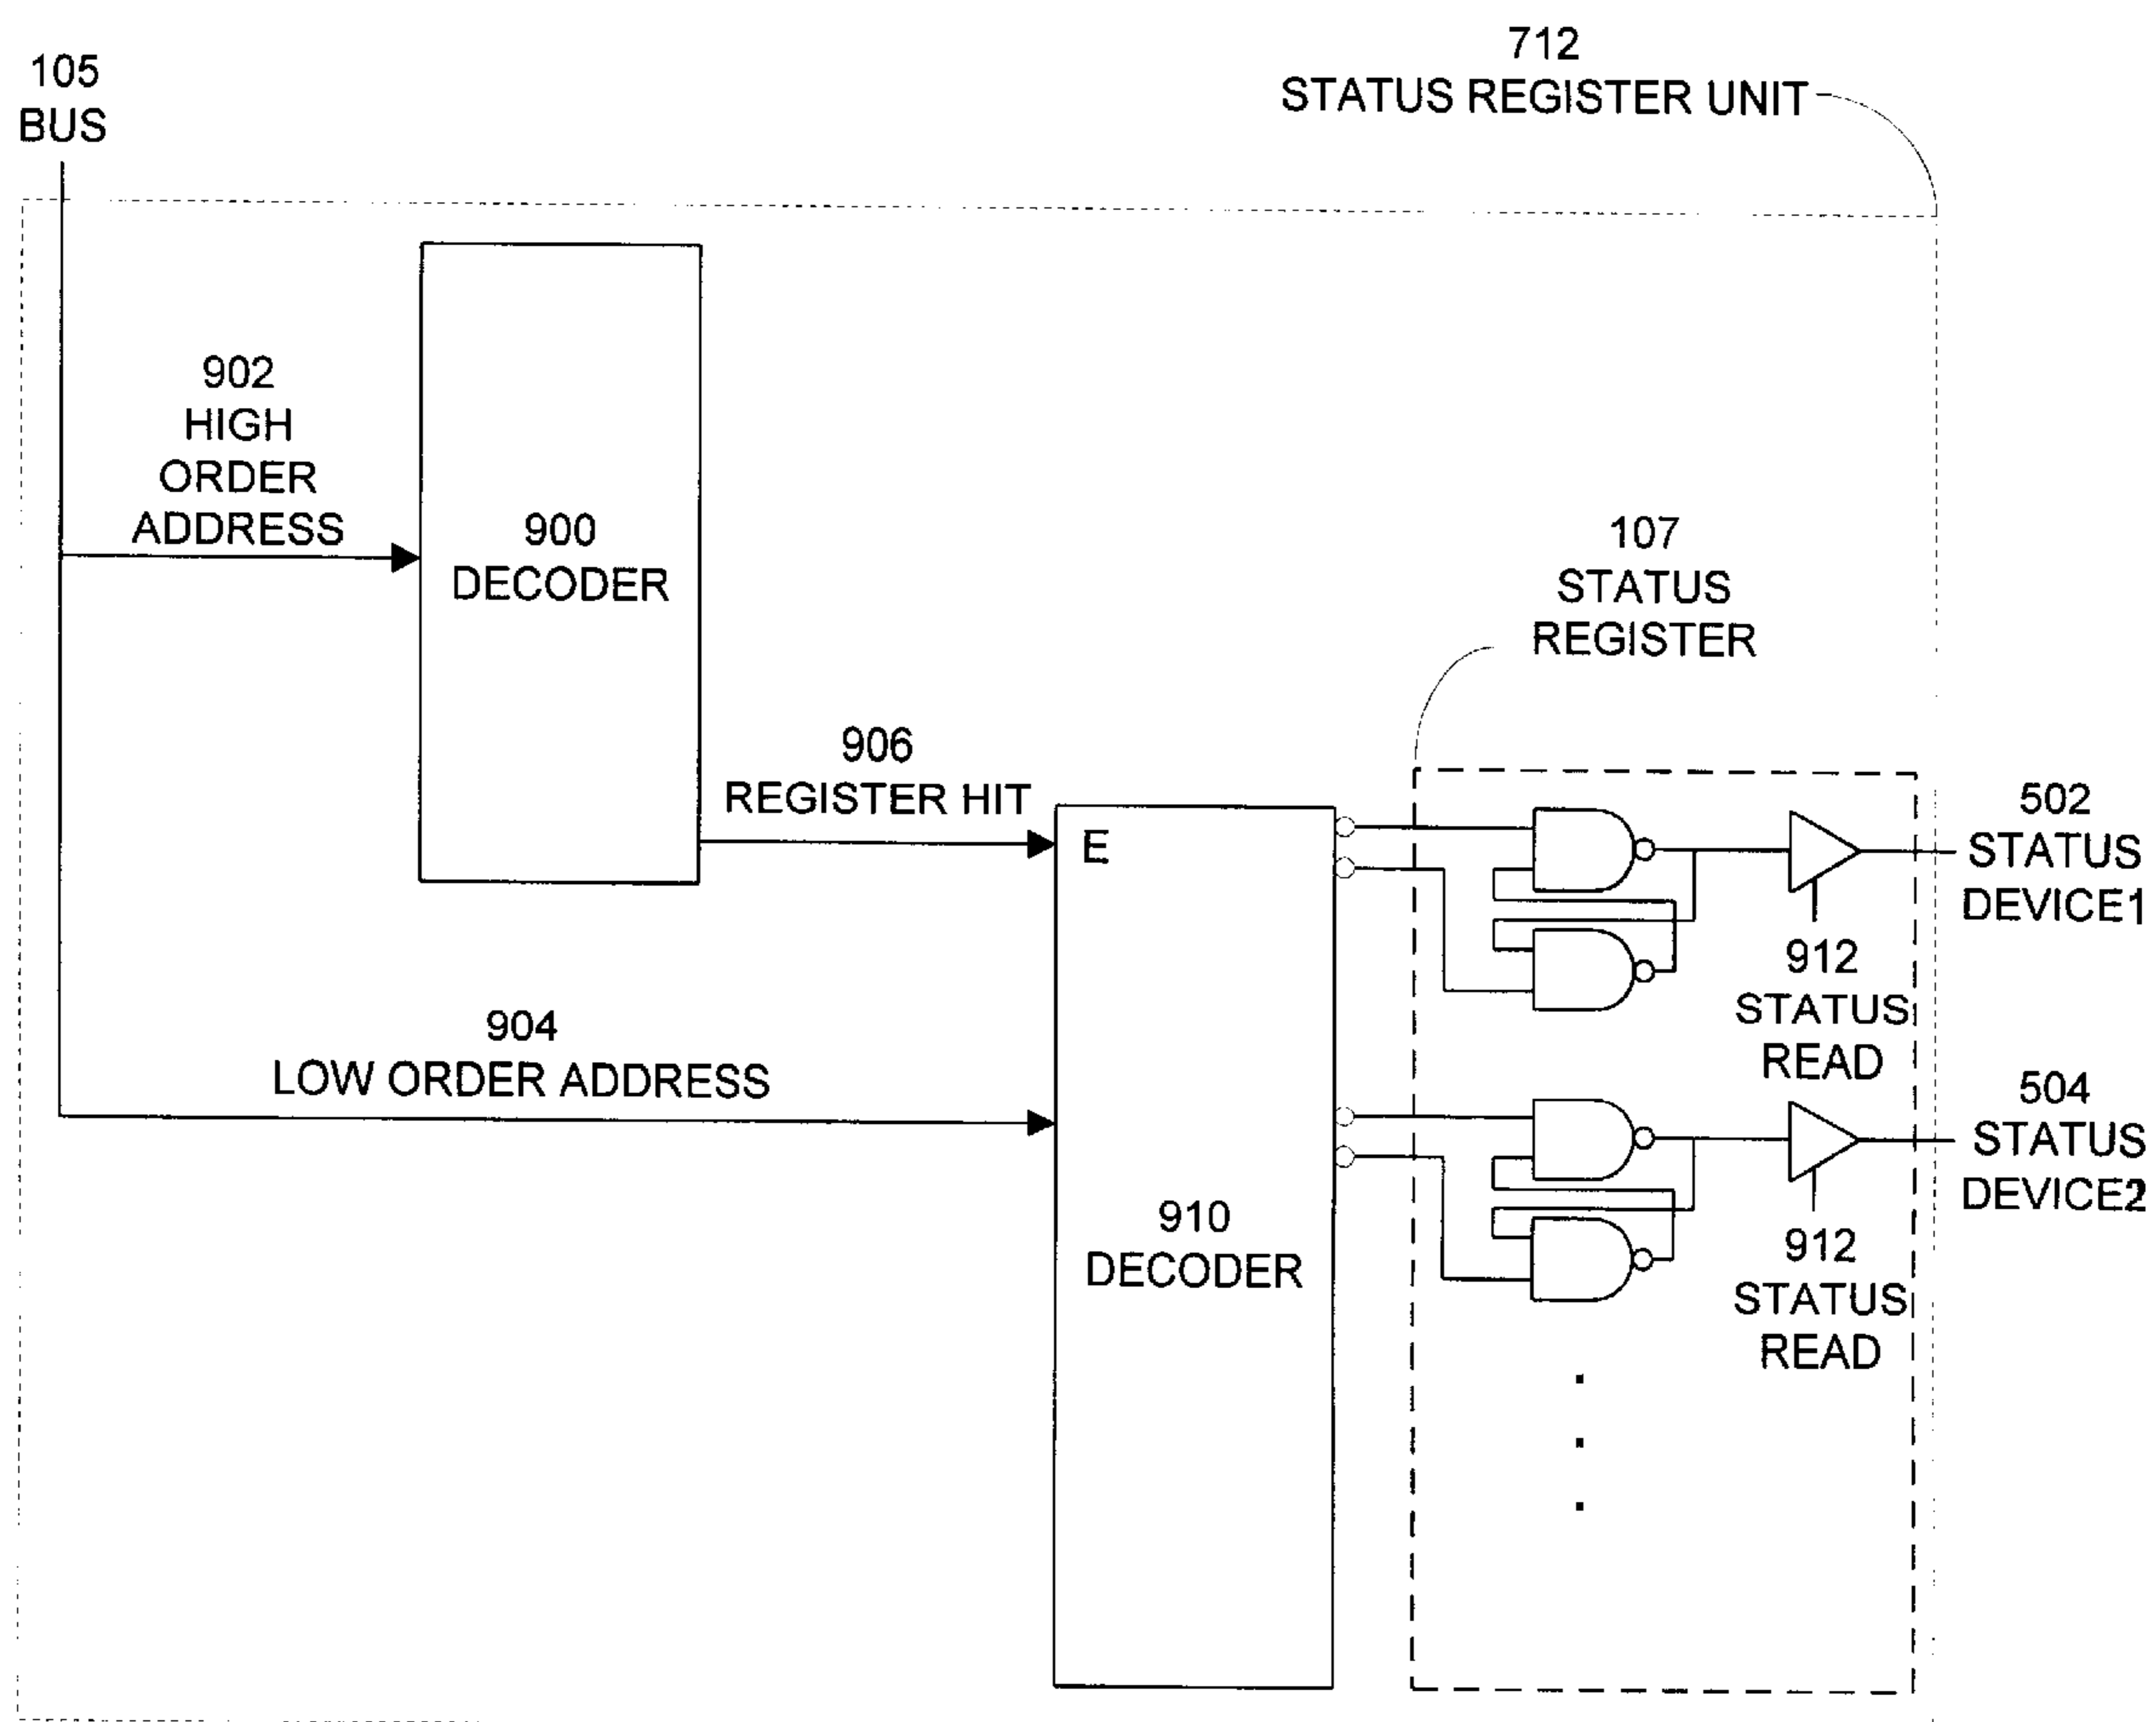 712
STATUS REGISTER UNIT
105
BUS
902
HIGH
ORDER
ADDRESS
900
DECODER
107
STATUS
REGISTER
906
REGISTER HIT
E
502
STATUS
DEVICE1
912
STATUS
READ
904
LOW ORDER ADDRESS
504
STATUS
DEVICE2
910
DECODER
912
STATUS
READ